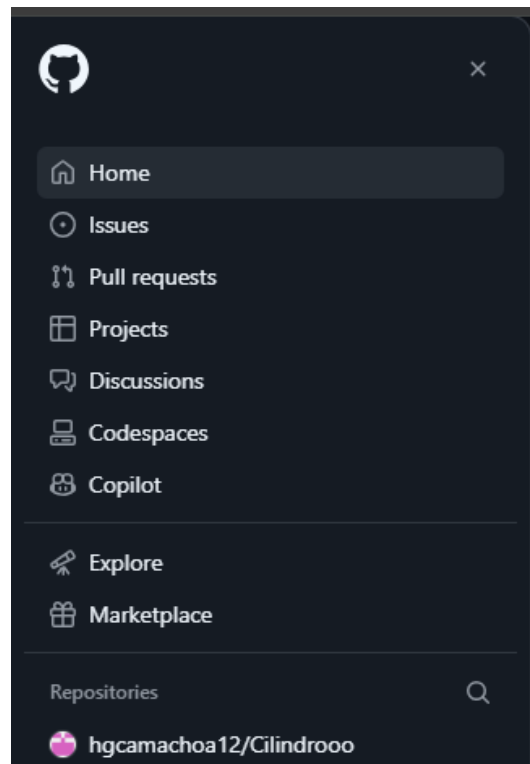 Home
Issues
Pull requests
Projects
Discussions
Codespaces
Copilot
Explore
Marketplace
Repositories
hgcamachoa12/Cilindrooo